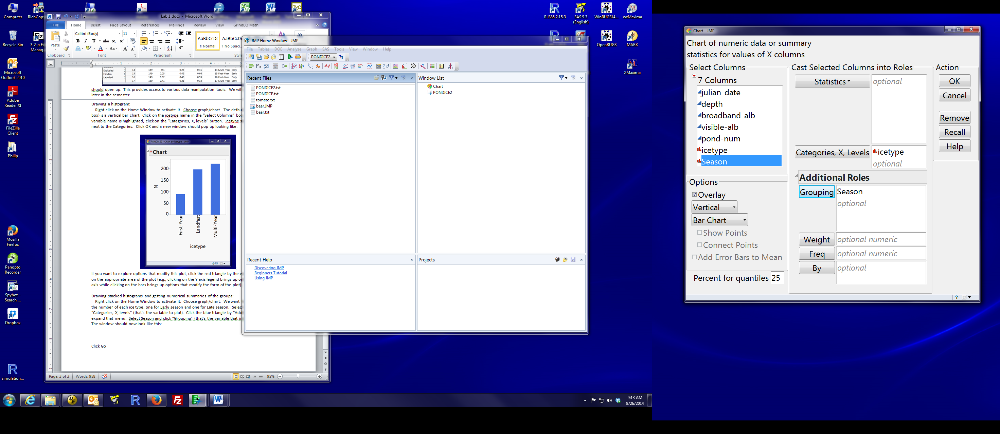 Computer
RichCopy
Recycle Bin
7-Zip Fi
Manag
Microsoft
Outlook 2010
Adobe
Reader XI
FileZilla
Client
Philip
Mozilla
Firefox
Panopto
Recorder
Spybot -
Search ...
Dropbox
simulation...
Lab 1.docx - Microsoft Word
File Home Insert Page Layout References Mailings Review View GrindEQ Math
Calibri (Body) 11
Paste
AaBbCcDc AaBbCcDc
¶ Normal ¶ No Spaci...
Clipboard Font Paragraph Style
Excluded 0 14 149 0.1 0.28 0.45 14 Multi-Year Early
Hidden 0 15 149 0.05 0.49 0.66 15 First-Year Early
Labelled 0 16 149 0.02 0.46 0.59 16 First-Year Early
17 150 0.41 0.21 0.32 17 Multi-Year Early
should open up. This provides access to various data manipulation tools. We will
later in the semester.
Drawing a histogram:
Right click on the Home Window to activate it. Choose graph/chart. The defau
box) is a vertical bar chart. Click on the icetype name in the "Select Columns" box
variable name is highlighted, click on the "Categories, X, levels" button. Icetype s
next to the Categories. Click OK and a new window should pop up looking like:
PONDICE2 - Chart by icetype - JMP
Chart
200
150
100
50
0
N
First-Year
Landfast
Multi-Year
icetype
If you want to explore options that modify this plot, click the red triangle by the w
on the appropriate area of the plot (e.g., clicking on the Y axis legend brings up op
axis while clicking on the bars brings up options that modify the form of the plot)
Drawing stacked histograms and getting numerical summaries of the groups:
Right click on the Home Window to activate it. Choose graph/chart. We want
the number of each ice type, one for Early season and one for Late season. Selec
"Categories, X, levels" (that's the variable to plot). Click the blue triangle by "Add
expand that menu. Select Season and click "Grouping" (that's the variable that in
The window should now look like this:
Click Go
Page: 3 of 3 Words: 958 92%
JMP Home Window - JMP
File Tables DOE Analyze Graph SAS Tools View Window Help
PONDICE2
Recent Files
PONDICE2.txt
PONDICE.txt
tomato.txt
bear.JMP
bear.txt
Window List
Chart
PONDICE2
Recent Help
Discovering JMP
Beginners Tutorial
Using JMP
Projects
R i386 2.15.3
SAS 9.3
(English)
WinBUGS14...
wxMaxima
OpenBUGS
MARK
XMaxima
9:13 AM
8/26/2014
Chart - JMP
Chart of numeric data or summary
statistics for values of X columns
Select Columns
7 Columns
julian-date
depth
broadband-alb
visible-alb
pond-num
icetype
Season
Options
Overlay
Vertical
Bar Chart
Show Points
Connect Points
Add Error Bars to Mean
Percent for quantiles 25
Cast Selected Columns into Roles
Statistics optional
Categories, X, Levels icetype
optional
Additional Roles
Grouping Season
optional
Weight optional numeric
Freq optional numeric
By optional
Action
OK
Cancel
Remove
Recall
Help